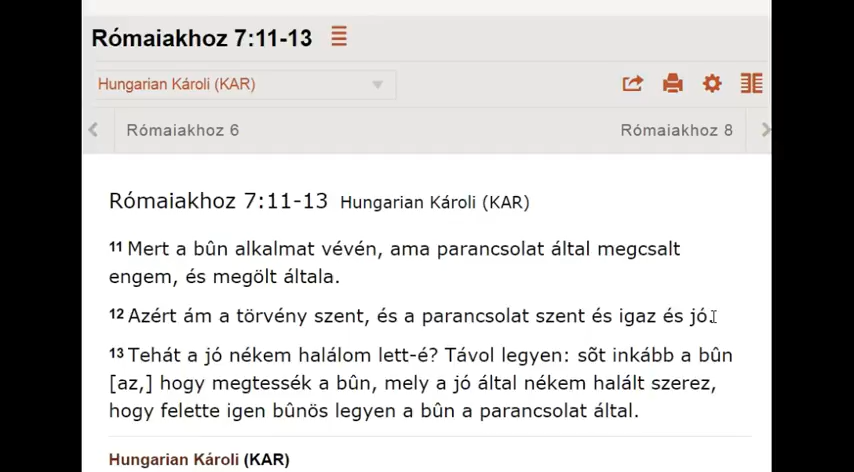 Rómaiakhoz 7:11-13
Hungarian Károli (KAR)
Rómaiakhoz 6
Rómaiakhoz 8
Rómaiakhoz 7:11-13 Hungarian Károli (KAR)
11 Mert a bûn alkalmat vévén, ama parancsolat által megcsalt
engem, és megölt általa.
12 Azért ám a törvény szent, és a parancsolat szent és igaz és jó.
13 Tehát a jó nékem halálom lett-é? Távol legyen: sõt inkább a bûn
[az,] hogy megtessék a bûn, mely a jó által nékem halált szerez,
hogy felette igen bûnös legyen a bûn a parancsolat által.
Hungarian Károli (KAR)